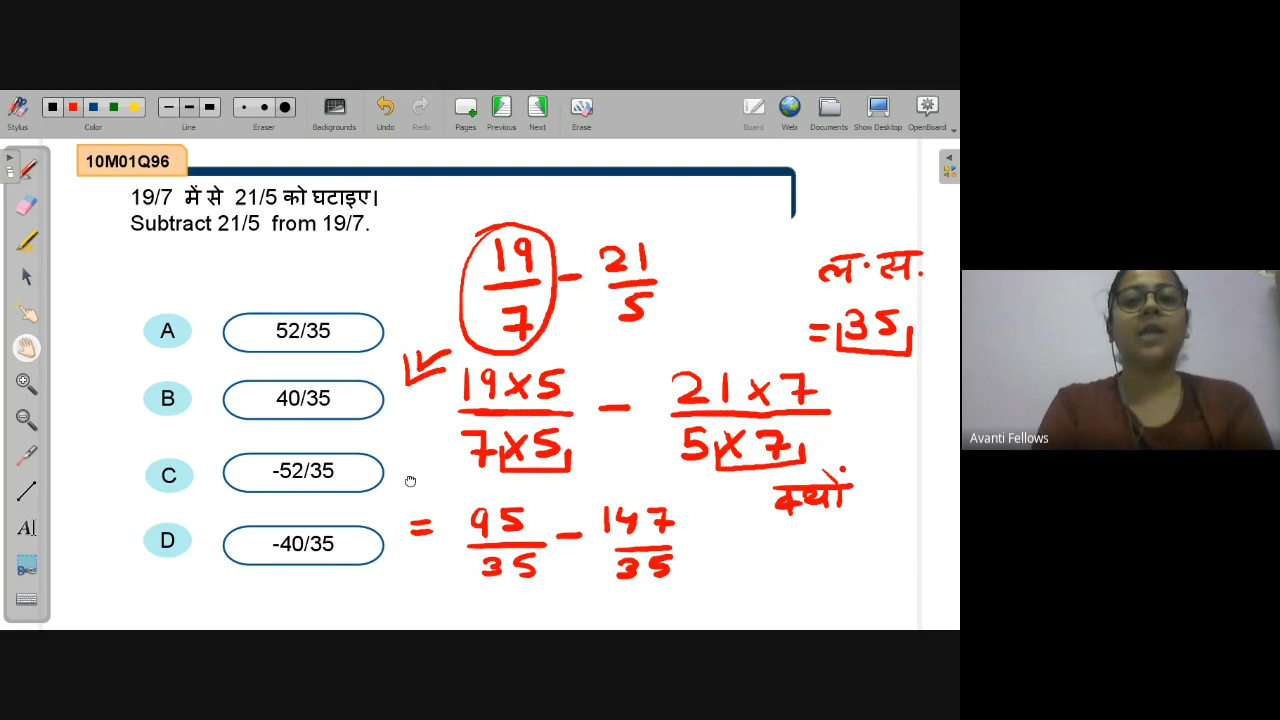 Stylus
Color
Line
Eraser
Backgrounds
Undo
Redo
Pages
Previous
Next
Erase
Board
Web
Documents
Show Desktop
OpenBoard
10M01Q96
19/7 में से 21/5 को घटाइए।
Subtract 21/5 from 19/7.
A 52/35
B 40/35
C -52/35
D -40/35
19/7 - 21/5
ल.स.
= 35
19×5/7×5 - 21×7/5×7
क्यों
= 95/35 - 147/35
Avanti Fellows